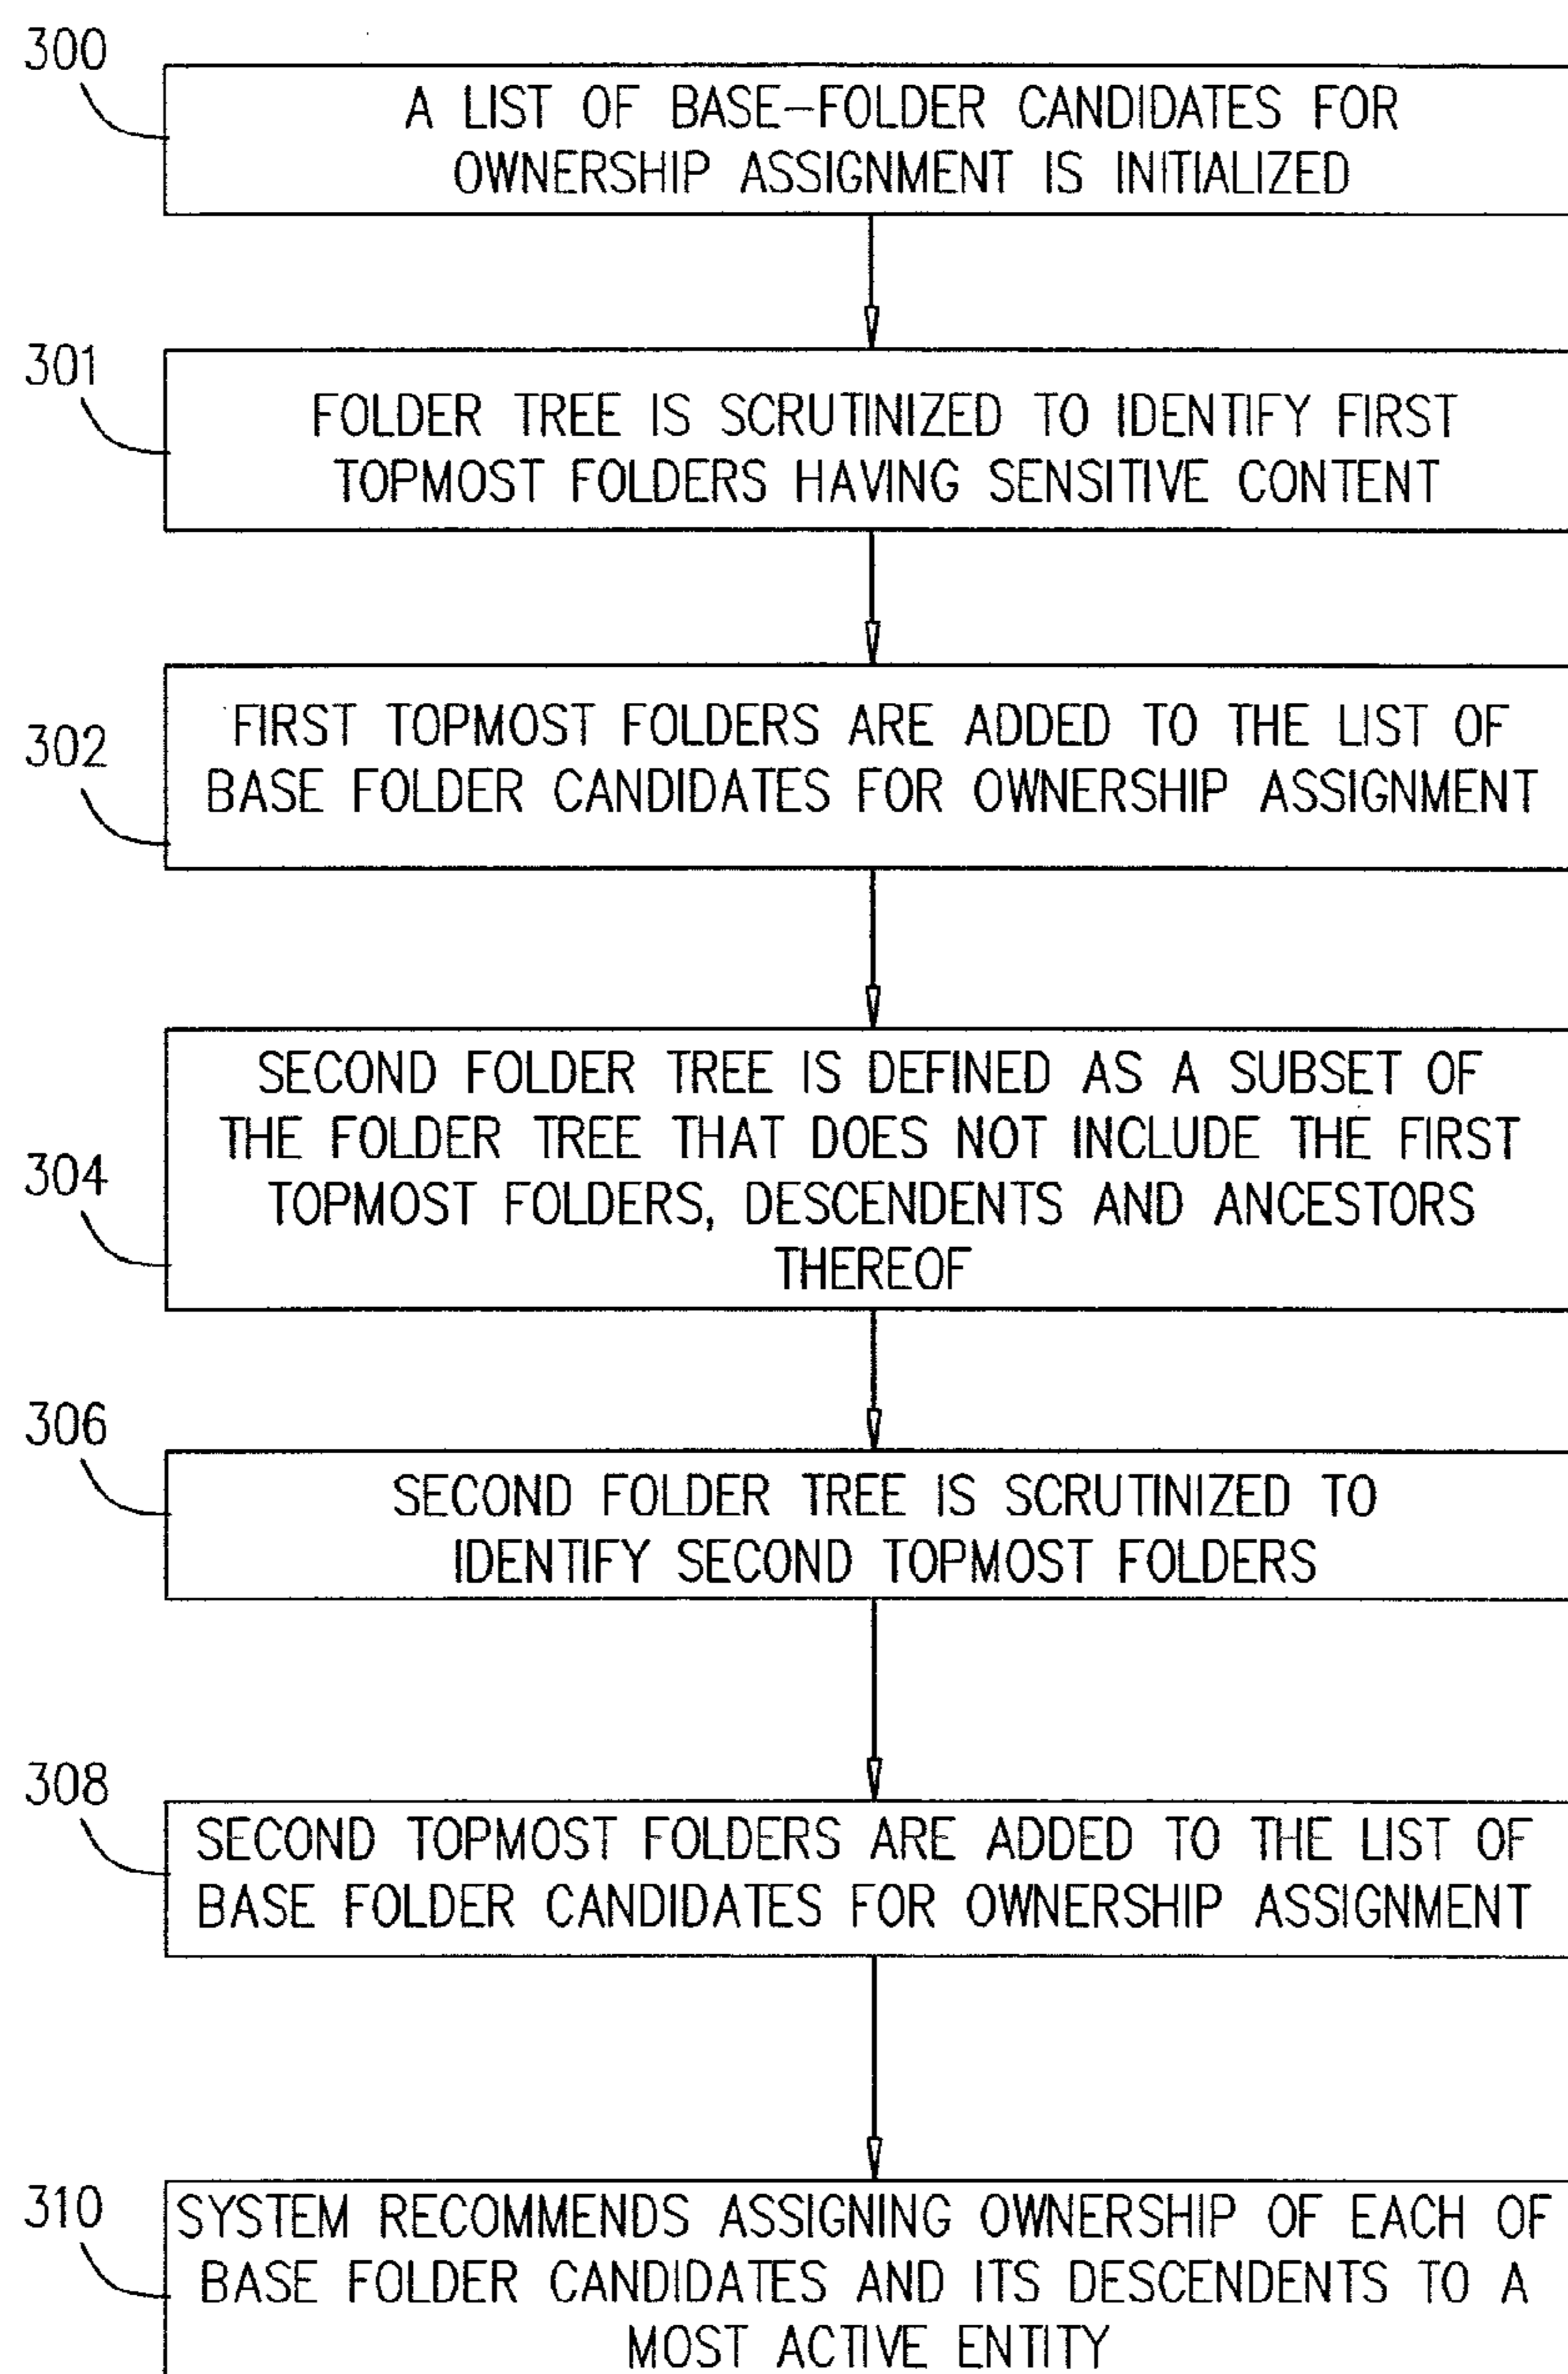 300
A LIST OF BASE-FOLDER CANDIDATES FOR
OWNERSHIP ASSIGNMENT IS INITIALIZED
301
FOLDER TREE IS SCRUTINIZED TO IDENTIFY FIRST
TOPMOST FOLDERS HAVING SENSITIVE CONTENT
302
FIRST TOPMOST FOLDERS ARE ADDED TO THE LIST OF
BASE FOLDER CANDIDATES FOR OWNERSHIP ASSIGNMENT
304
SECOND FOLDER TREE IS DEFINED AS A SUBSET OF
THE FOLDER TREE THAT DOES NOT INCLUDE THE FIRST
TOPMOST FOLDERS, DESCENDENTS AND ANCESTORS
THEREOF
306
SECOND FOLDER TREE IS SCRUTINIZED TO
IDENTIFY SECOND TOPMOST FOLDERS
308
SECOND TOPMOST FOLDERS ARE ADDED TO THE LIST OF
BASE FOLDER CANDIDATES FOR OWNERSHIP ASSIGNMENT
310
SYSTEM RECOMMENDS ASSIGNING OWNERSHIP OF EACH OF
BASE FOLDER CANDIDATES AND ITS DESCENDENTS TO A
MOST ACTIVE ENTITY